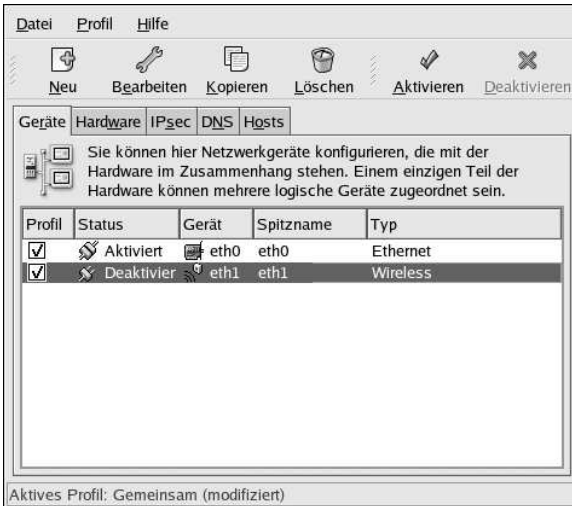 Datei Profil Hilfe
Neu Bearbeiten Kopieren Löschen Aktivieren Deaktivieren
Geräte Hardware IPsec DNS Hosts
Sie können hier Netzwerkgeräte konfigurieren, die mit der
Hardware im Zusammenhang stehen. Einem einzigen Teil der
Hardware können mehrere logische Geräte zugeordnet sein.
Profil Status Gerät Spitzname Typ
Aktiviert eth0 eth0 Ethernet
Deaktivier eth1 eth1 Wireless
Aktives Profil: Gemeinsam (modifiziert)